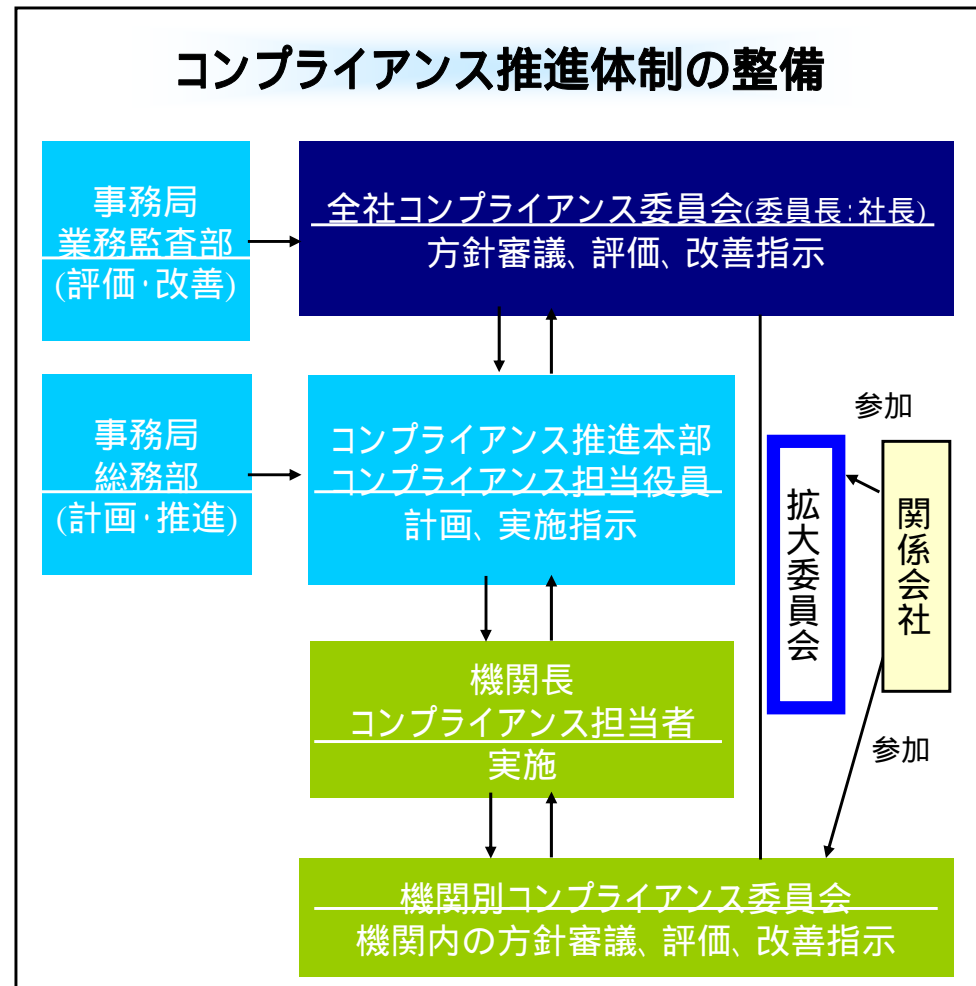 コンプライアンス推進体制の整備
事務局
業務監査部
(評価・改善)
全社コンプライアンス委員会(委員長:社長)
方針審議、評価、改善指示
事務局
総務部
(計画・推進)
コンプライアンス推進本部
コンプライアンス担当役員
計画、実施指示
参加
拡大委員会
関係会社
機関長
コンプライアンス担当者
実施
参加
機関別コンプライアンス委員会
機関内の方針審議、評価、改善指示